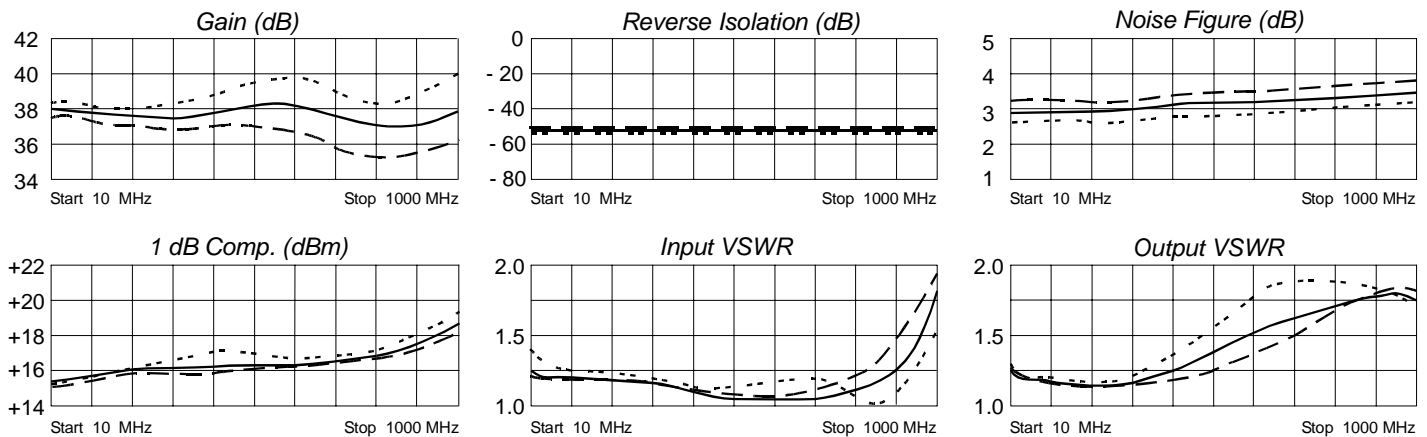 Gain (dB)
42
40
38
36
34
Start 10 MHz
Stop 1000 MHz
Reverse Isolation (dB)
0
- 20
- 40
- 60
- 80
Start 10 MHz
Stop 1000 MHz
Noise Figure (dB)
5
4
3
2
1
Start 10 MHz
Stop 1000 MHz
1 dB Comp. (dBm)
+22
+20
+18
+16
+14
Start 10 MHz
Stop 1000 MHz
Input VSWR
2.0
1.5
1.0
Start 10 MHz
Stop 1000 MHz
Output VSWR
2.0
1.5
1.0
Start 10 MHz
Stop 1000 MHz